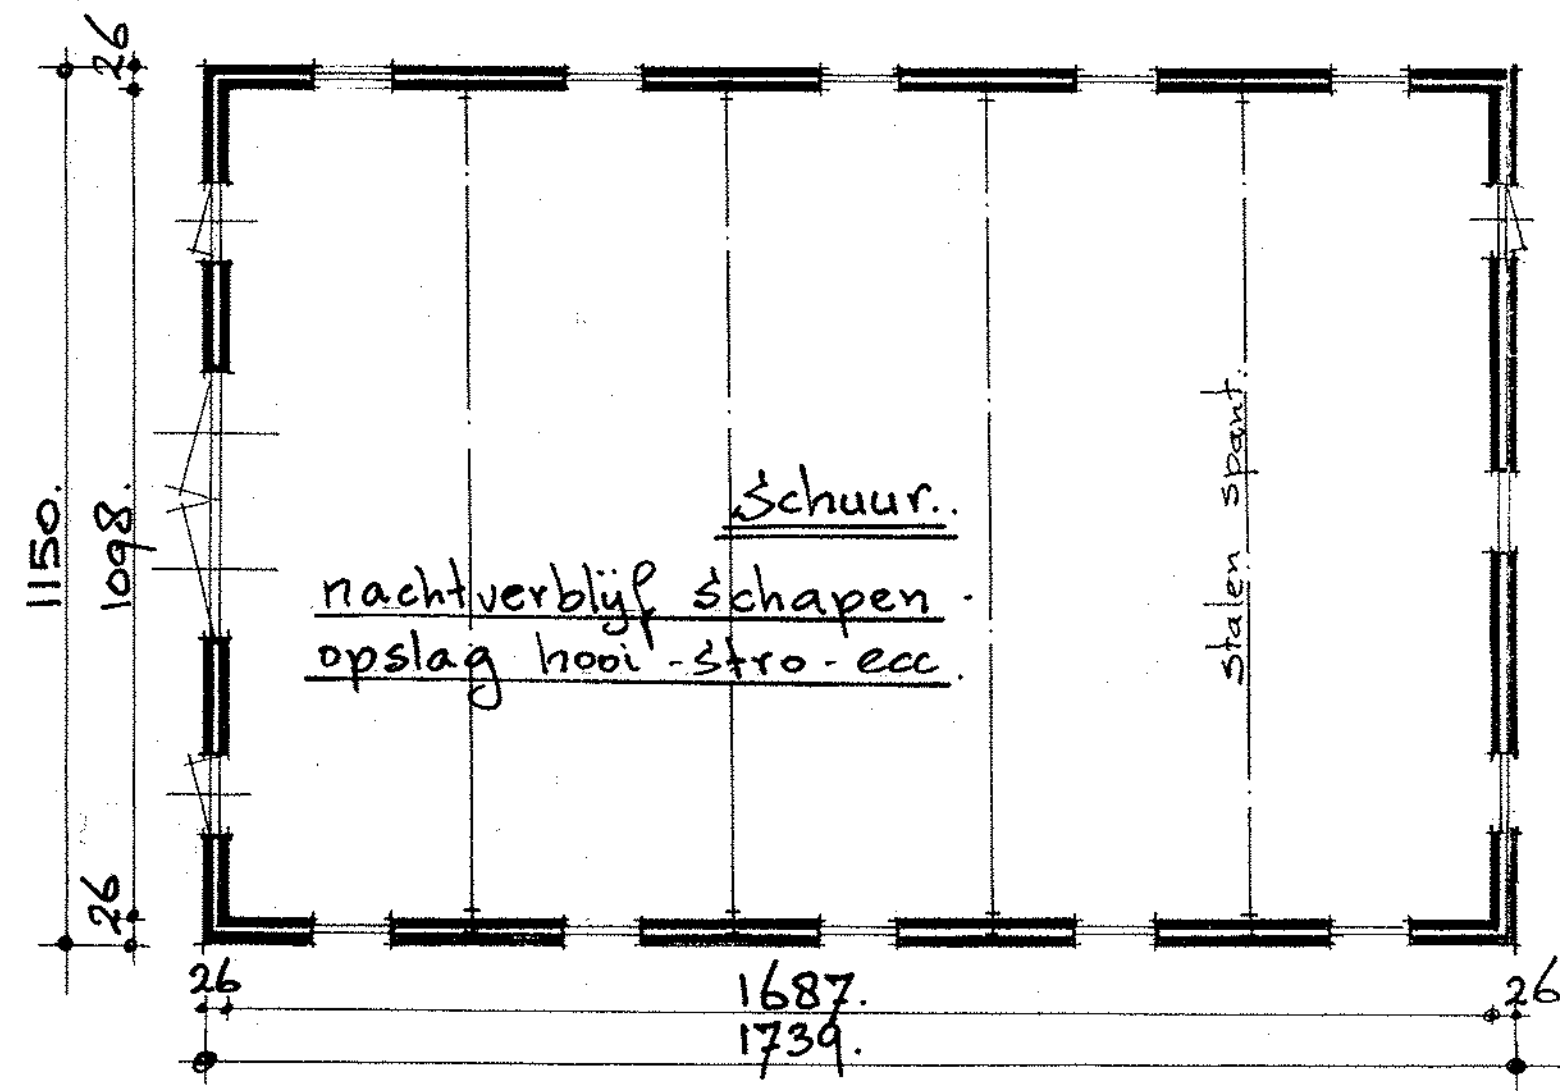 26
1150.
1098.
26
Schuur..
nachtverblijf schapen.
opslag hooi-stro-ecc.
stalen spant.
26
1687.
26
1739.